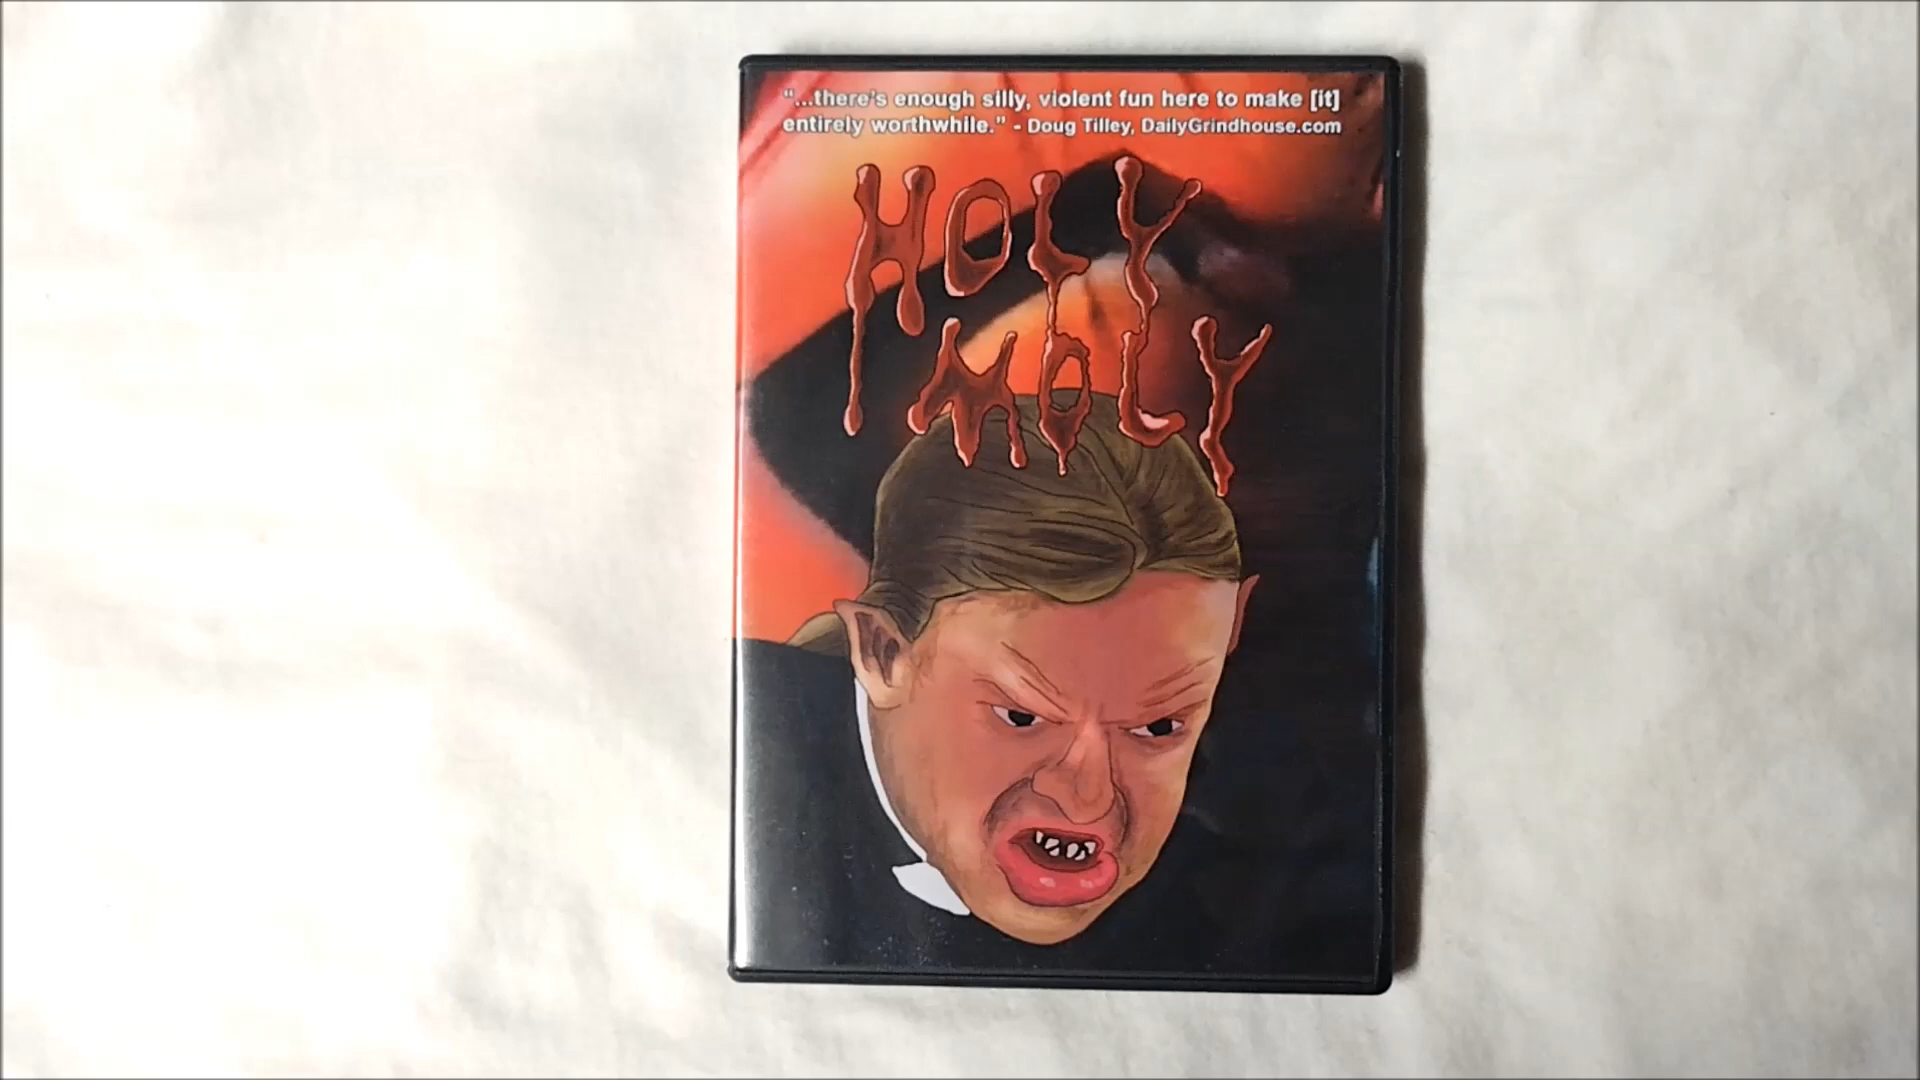 “...there’s enough silly, violent fun here to make [it]
entirely worthwhile.” - Doug Tilley, DailyGrindhouse.com
HOLY
MOLY